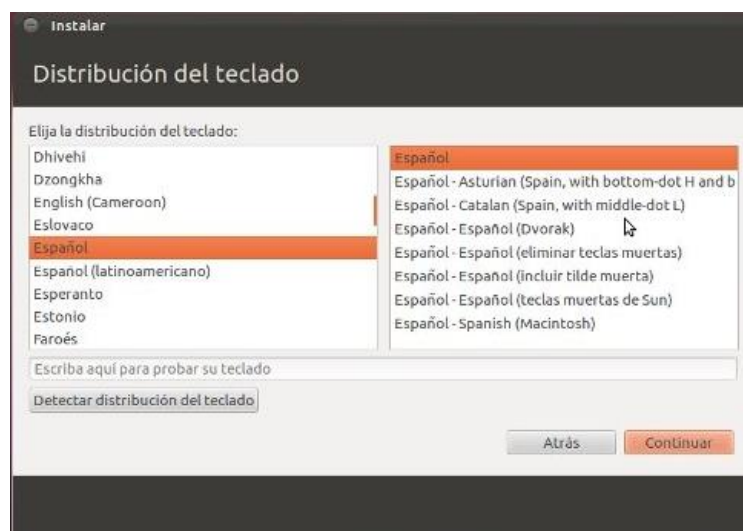 Instalar
Distribución del teclado
Elija la distribución del teclado:
Dhivehi
Dzongkha
English (Cameroon)
Eslovaco
Español
Español (latinoamericano)
Esperanto
Estonio
Faroés
Español
Español - Asturian (Spain, with bottom-dot H and b
Español - Catalan (Spain, with middle-dot L)
Español - Español (Dvorak)
Español - Español (eliminar teclas muertas)
Español - Español (incluir tilde muerta)
Español - Español (teclas muertas de Sun)
Español - Spanish (Macintosh)
Escriba aquí para probar su teclado
Detectar distribución del teclado
Atrás
Continuar